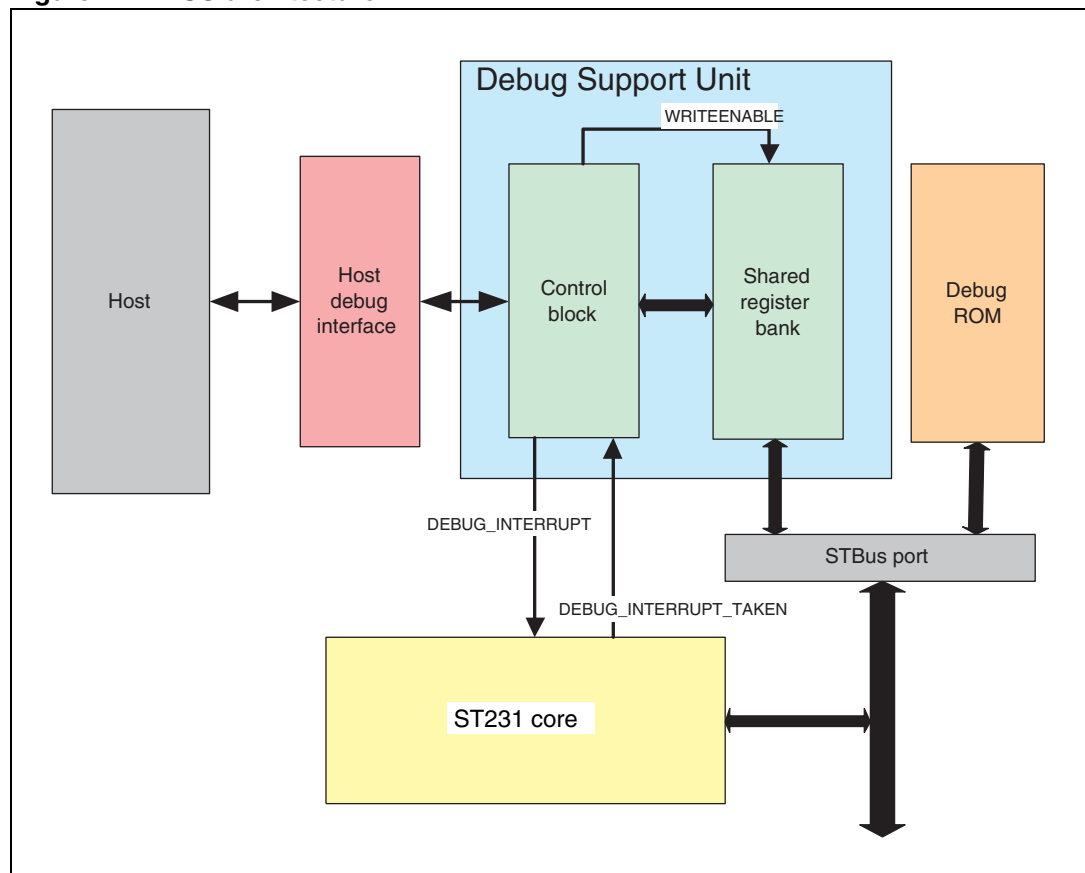 Debug Support Unit
WRITEENABLE
Host
Host
debug
interface
Control
block
Shared
register
bank
Debug
ROM
DEBUG_INTERRUPT
STBus port
DEBUG_INTERRUPT_TAKEN
ST231 core